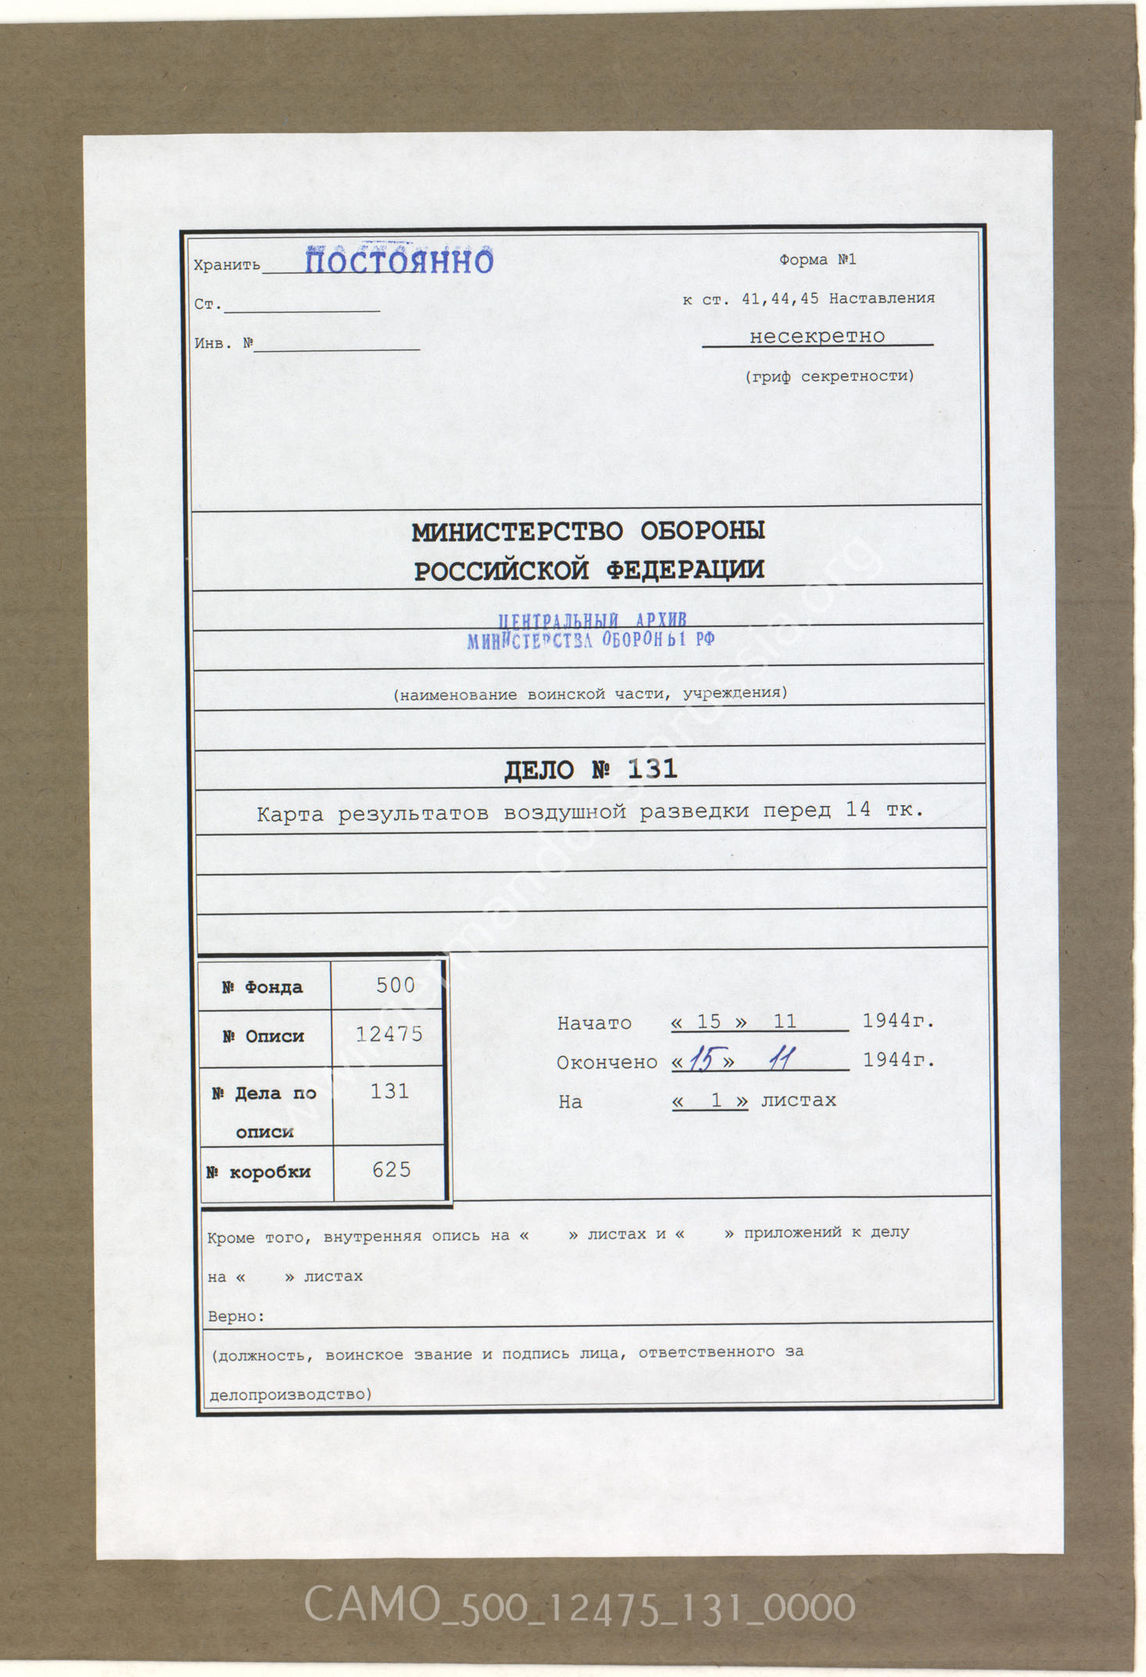 Хранить ПОСТОЯННО
Форма №1
Ст.
к ст. 41,44,45 Наставления
Инв. №
несекретно
(гриф секретности)
МИНИСТЕРСТВО ОБОРОНЫ
РОССИЙСКОЙ ФЕДЕРАЦИИ
ЦЕНТРАЛЬНЫЙ АРХИВ
МИНИСТЕРСТВА ОБОРОНЫ РФ
(наименование воинской части, учреждения)
ДЕЛО № 131
Карта результатов воздушной разведки перед 14 тк.
№ Фонда 500
№ Описи 12475
№ Дела по описи 131
№ коробки 625
Начато « 15 » 11 1944г.
Окончено «15» 11 1944г.
На « 1 » листах
Кроме того, внутренняя опись на « » листах и « » приложений к делу
на « » листах
Верно:
(должность, воинское звание и подпись лица, ответственного за
делопроизводство)
CAMO_500_12475_131_0000